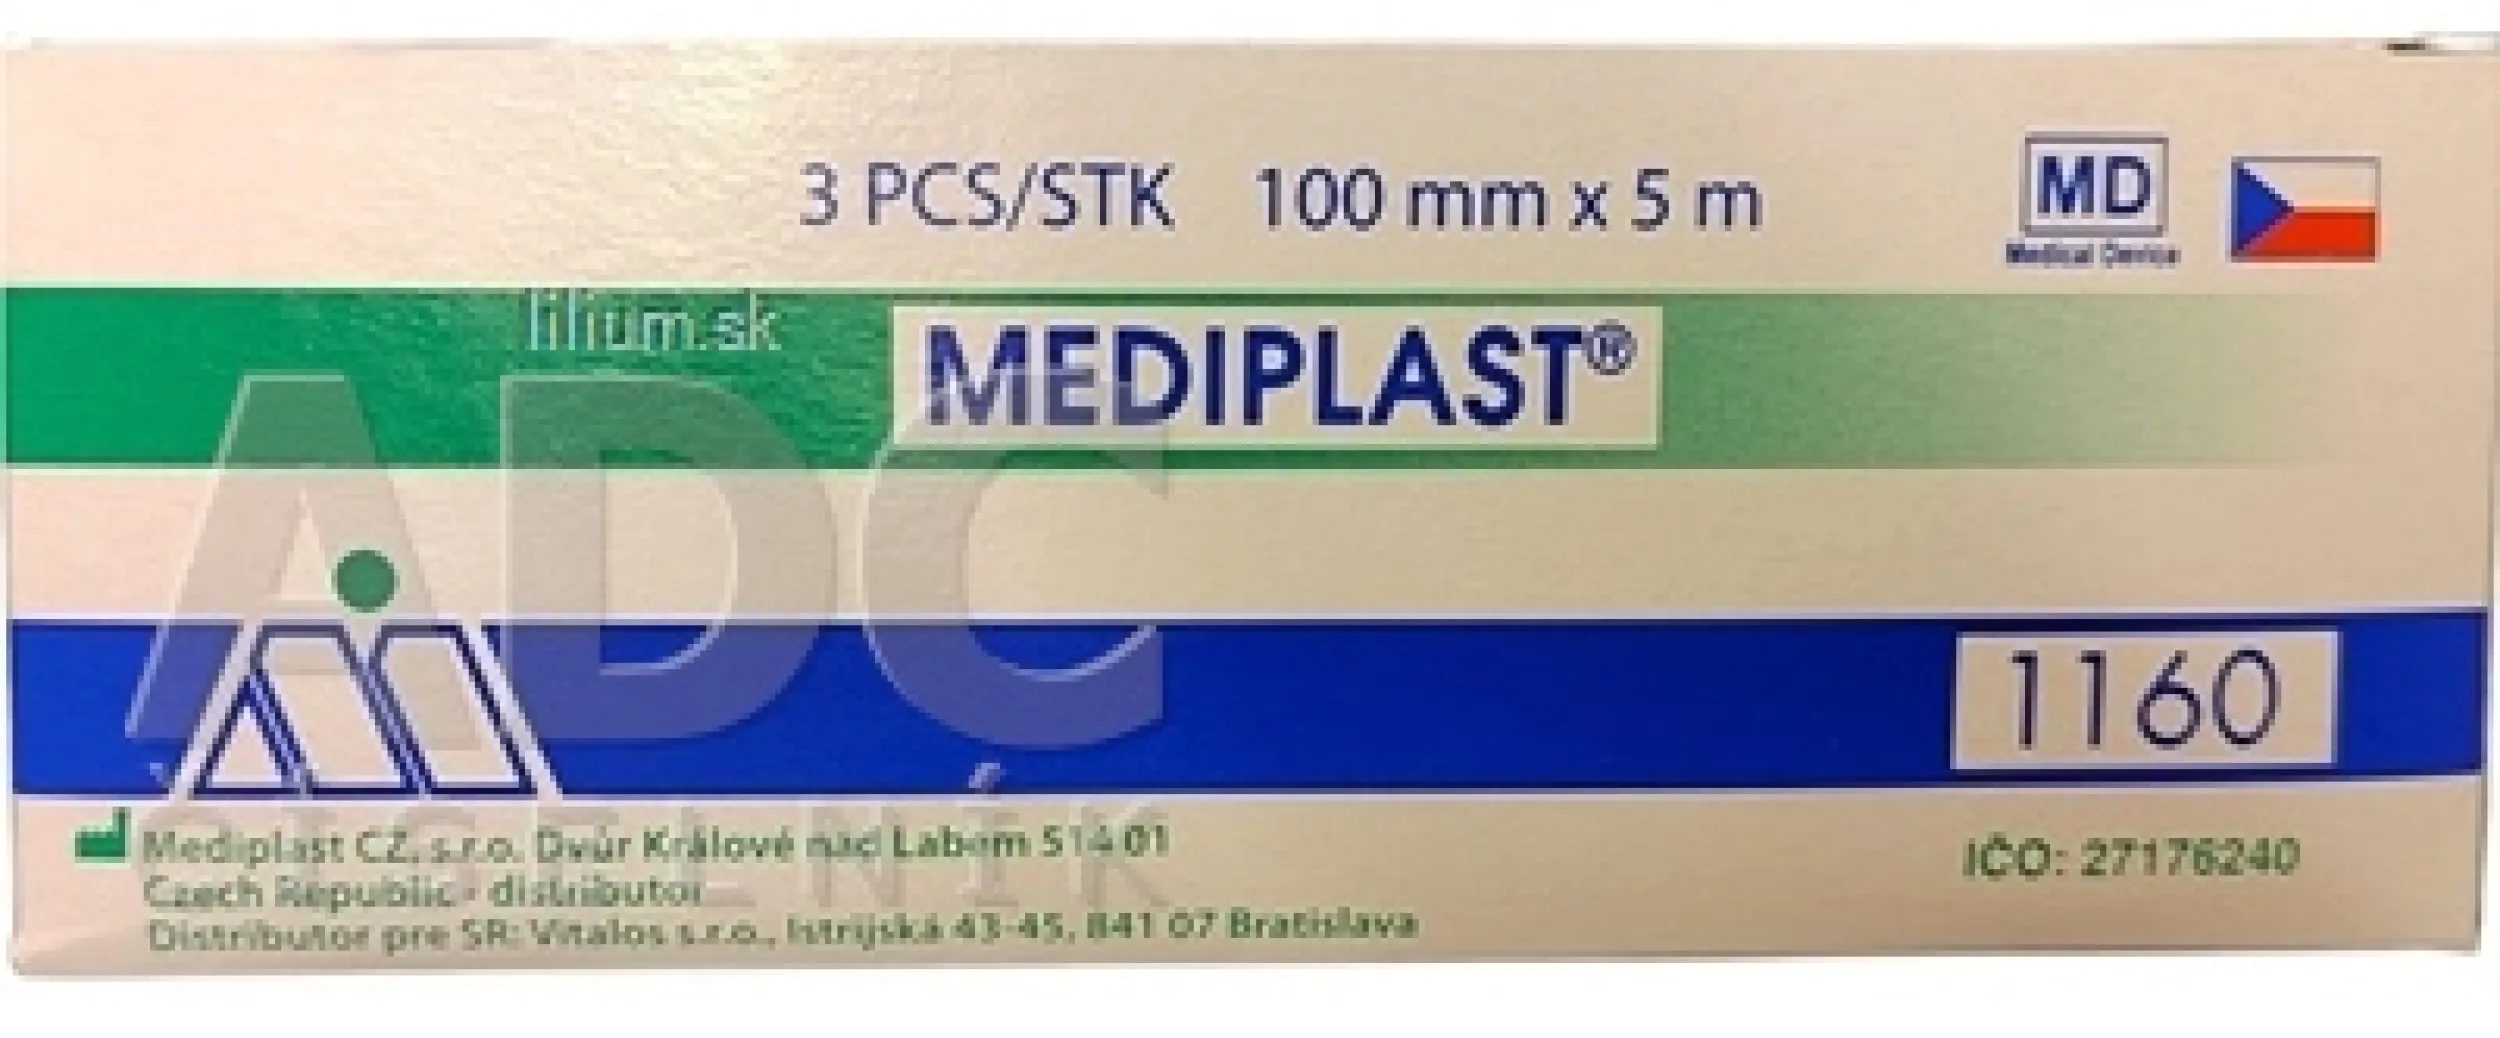 3 PCS/STK 100 mm x 5 m
MD
Medical Device
lilium.sk
MEDIPLAST®
ADC
1160
ČÍSELNÍK
Mediplast CZ, s.r.o. Dvůr Králové nad Labem 514 01
IČO: 27176240
Czech Republic - distributor
Distributor pre SR: Vitalos s.r.o., Istrijská 43-45, 841 07 Bratislava